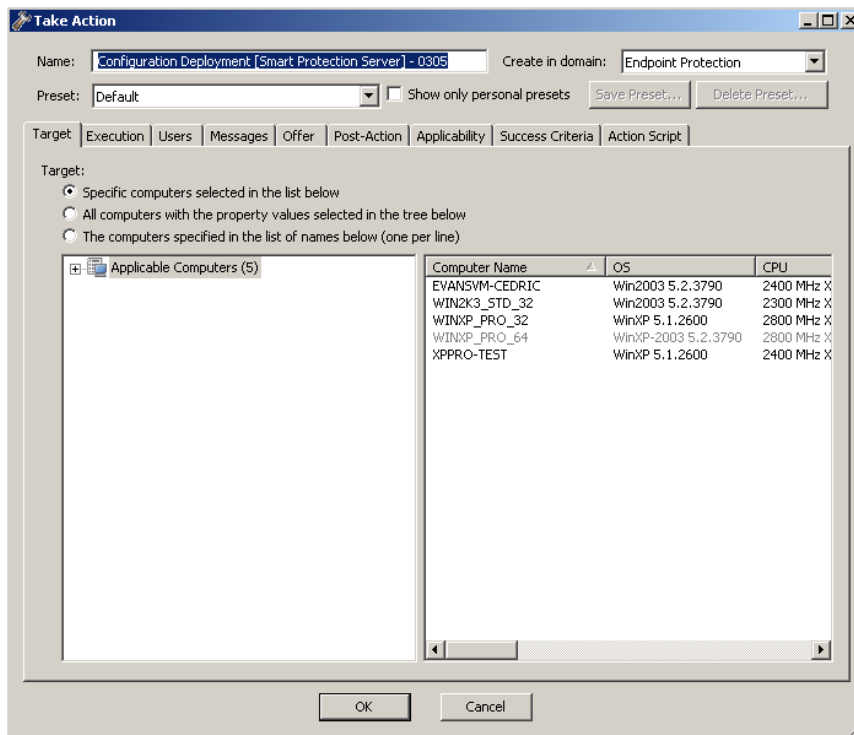 Take Action
Name: Configuration Deployment [Smart Protection Server] - 0305 Create in domain: Endpoint Protection
Preset: Default Show only personal presets Save Preset... Delete Preset...
Target Execution Users Messages Offer Post-Action Applicability Success Criteria Action Script
Target:
Specific computers selected in the list below
All computers with the property values selected in the tree below
The computers specified in the list of names below (one per line)
Applicable Computers (5)
Computer Name OS CPU
EVANSVM-CEDRIC Win2003 5.2.3790 2400 MHz X
WIN2K3_STD_32 Win2003 5.2.3790 2300 MHz X
WINXP_PRO_32 WinXP 5.1.2600 2800 MHz X
WINXP_PRO_64 WinXP-2003 5.2.3790 2800 MHz X
XPPRO-TEST WinXP 5.1.2600 2400 MHz X
OK Cancel